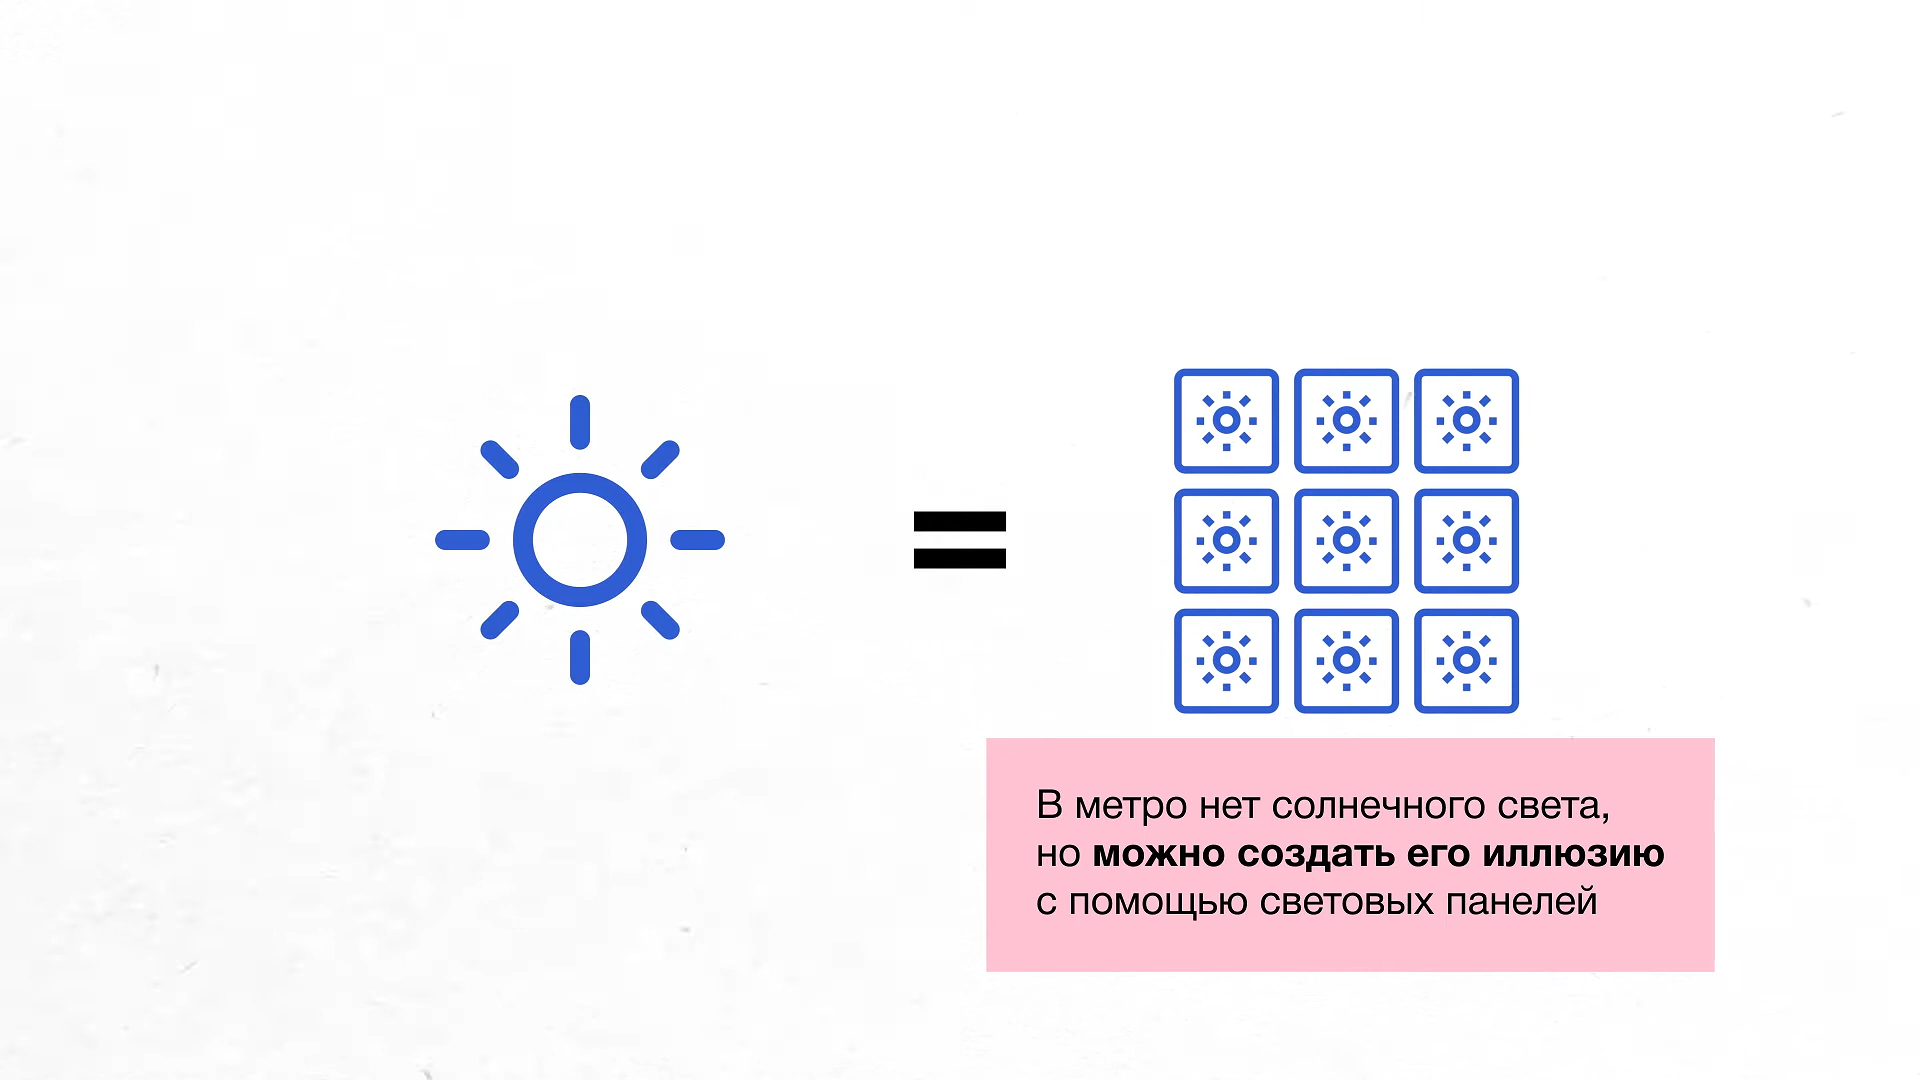 В метро нет солнечного света,
но можно создать его иллюзию
с помощью световых панелей